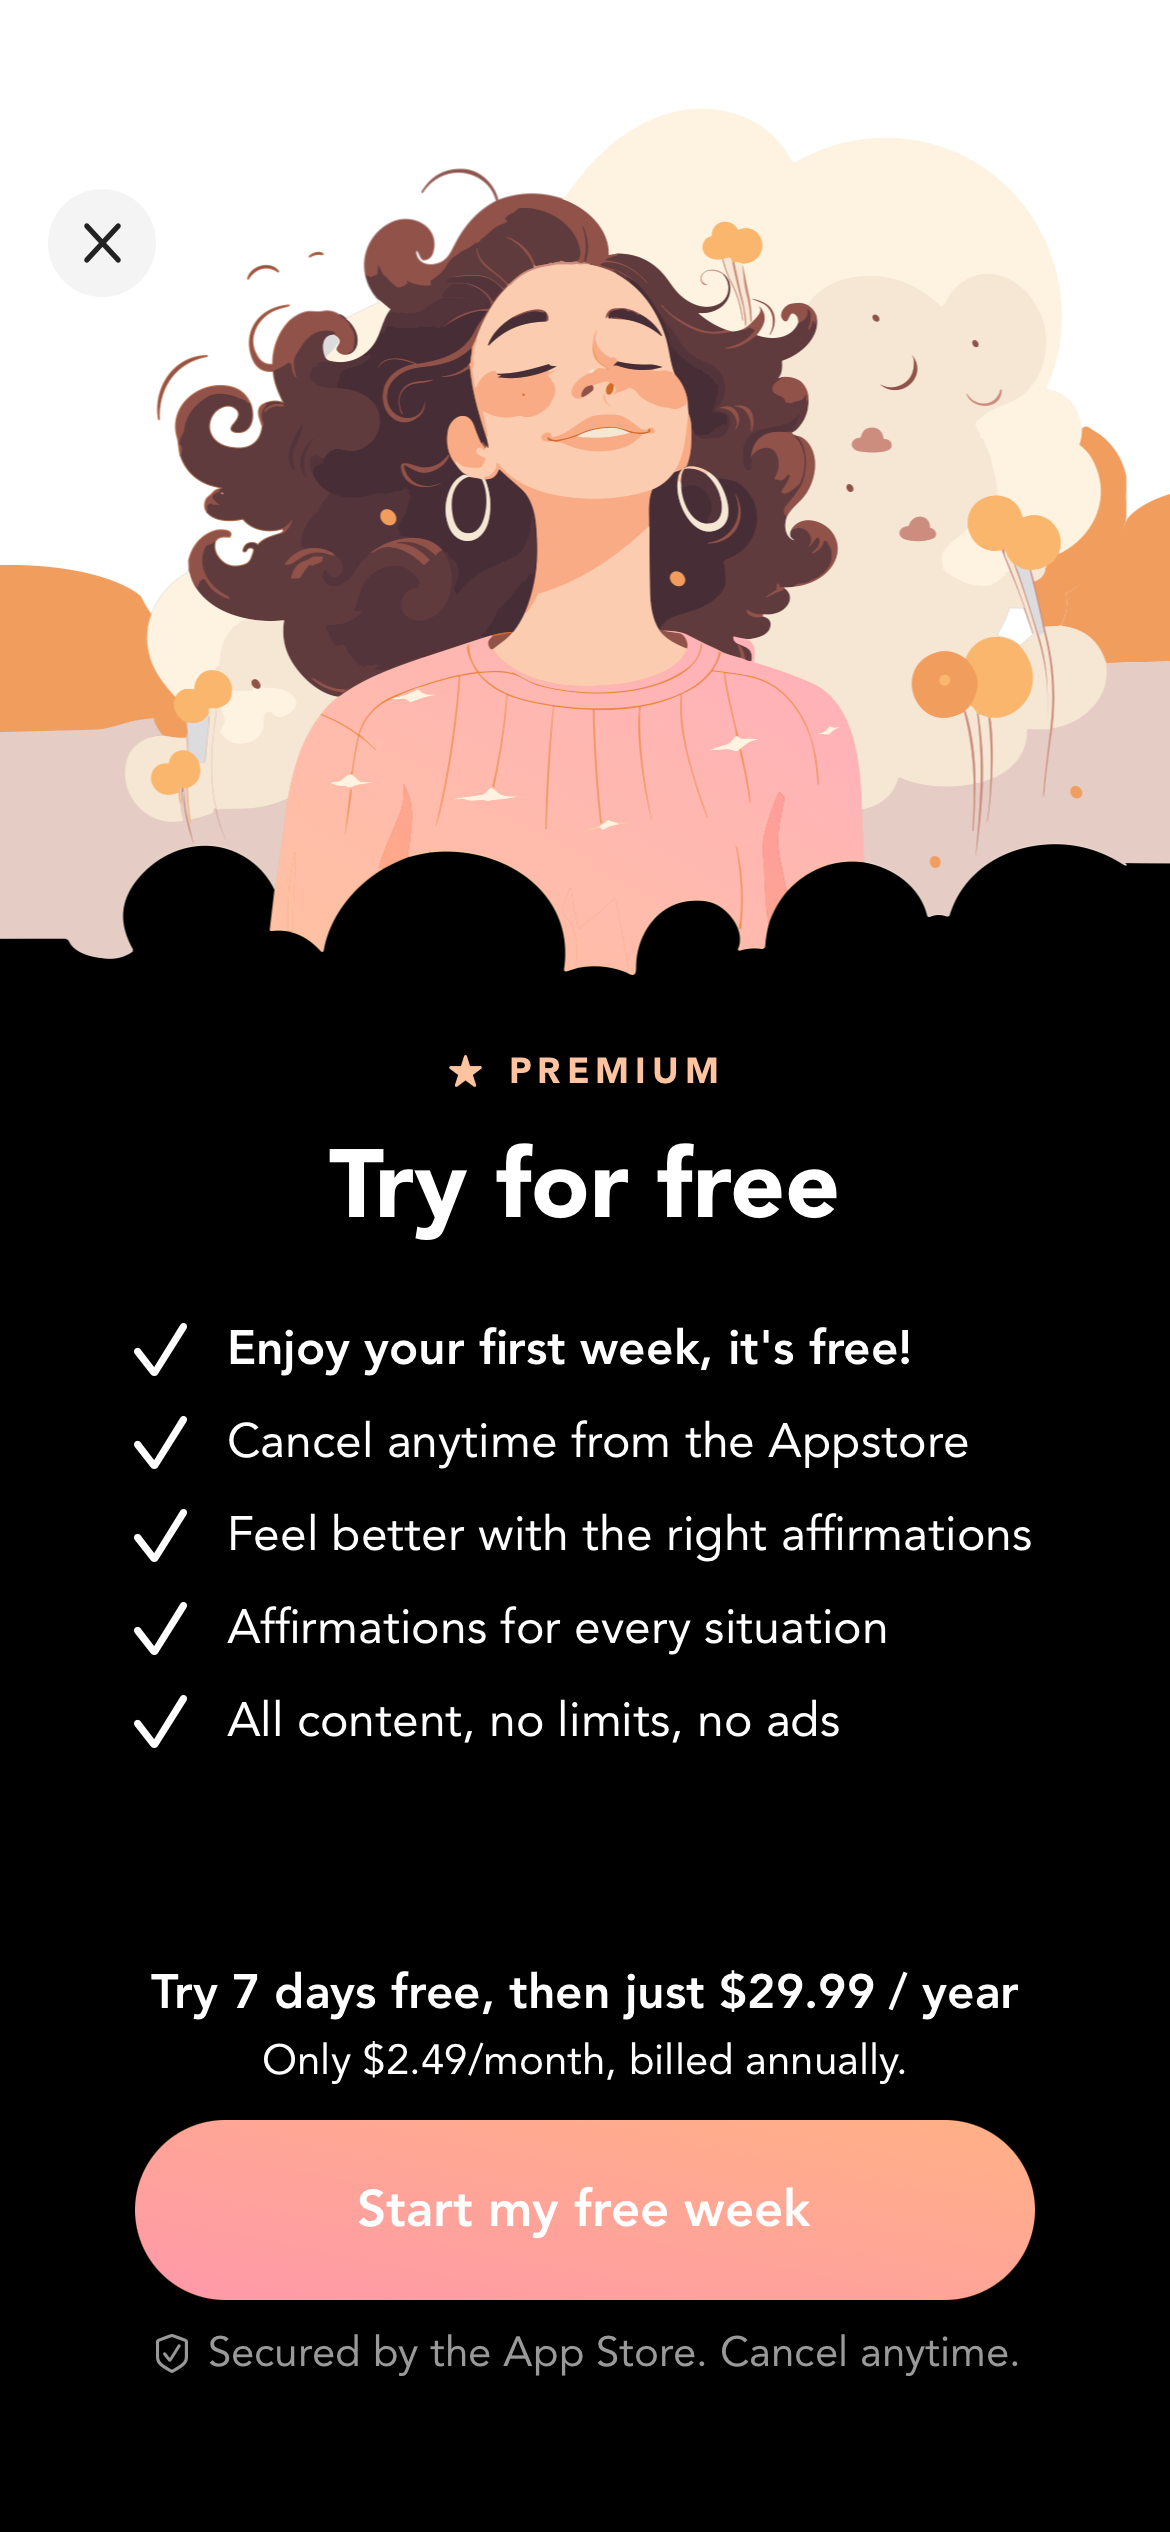 PREMIUM
Try for free
Enjoy your first week, it's free!
Cancel anytime from the Appstore
Feel better with the right affirmations
Affirmations for every situation
All content, no limits, no ads
Try 7 days free, then just $29.99 / year
Only $2.49/month, billed annually.
Start my free week
Secured by the App Store. Cancel anytime.